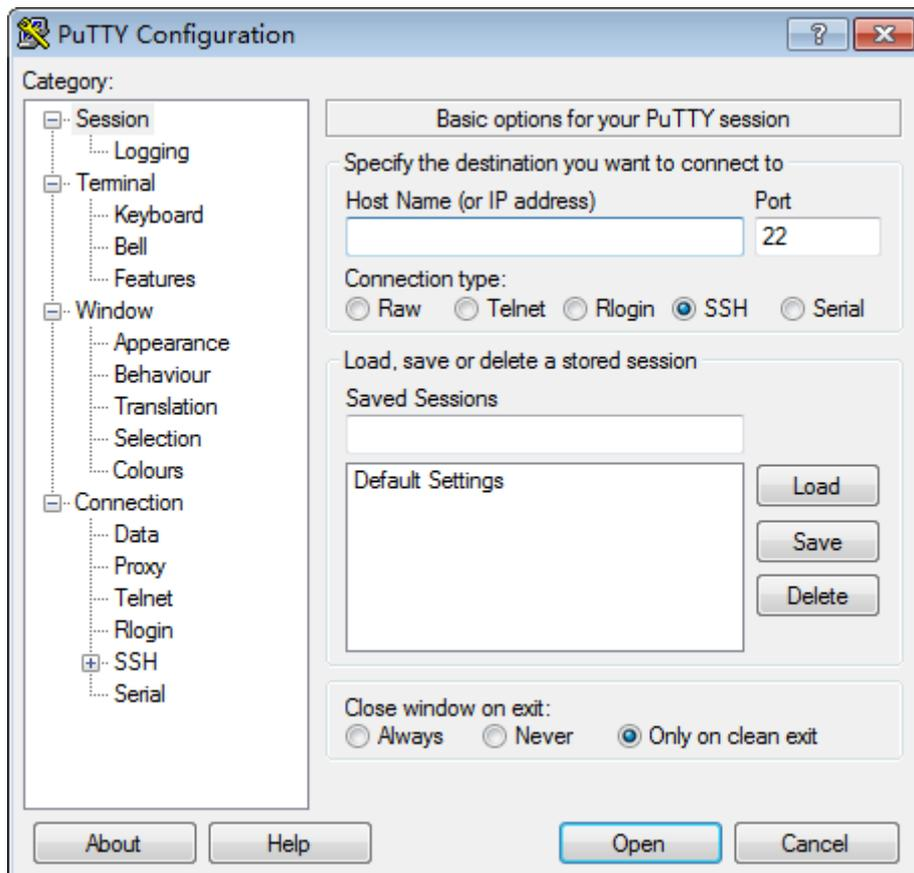 PuTTY Configuration
Category:
Session
Logging
Terminal
Keyboard
Bell
Features
Window
Appearance
Behaviour
Translation
Selection
Colours
Connection
Data
Proxy
Telnet
Rlogin
SSH
Serial
Basic options for your PuTTY session
Specify the destination you want to connect to
Host Name (or IP address) Port
22
Connection type:
Raw Telnet Rlogin SSH Serial
Load, save or delete a stored session
Saved Sessions
Default Settings
Load
Save
Delete
Close window on exit:
Always Never Only on clean exit
About Help Open Cancel